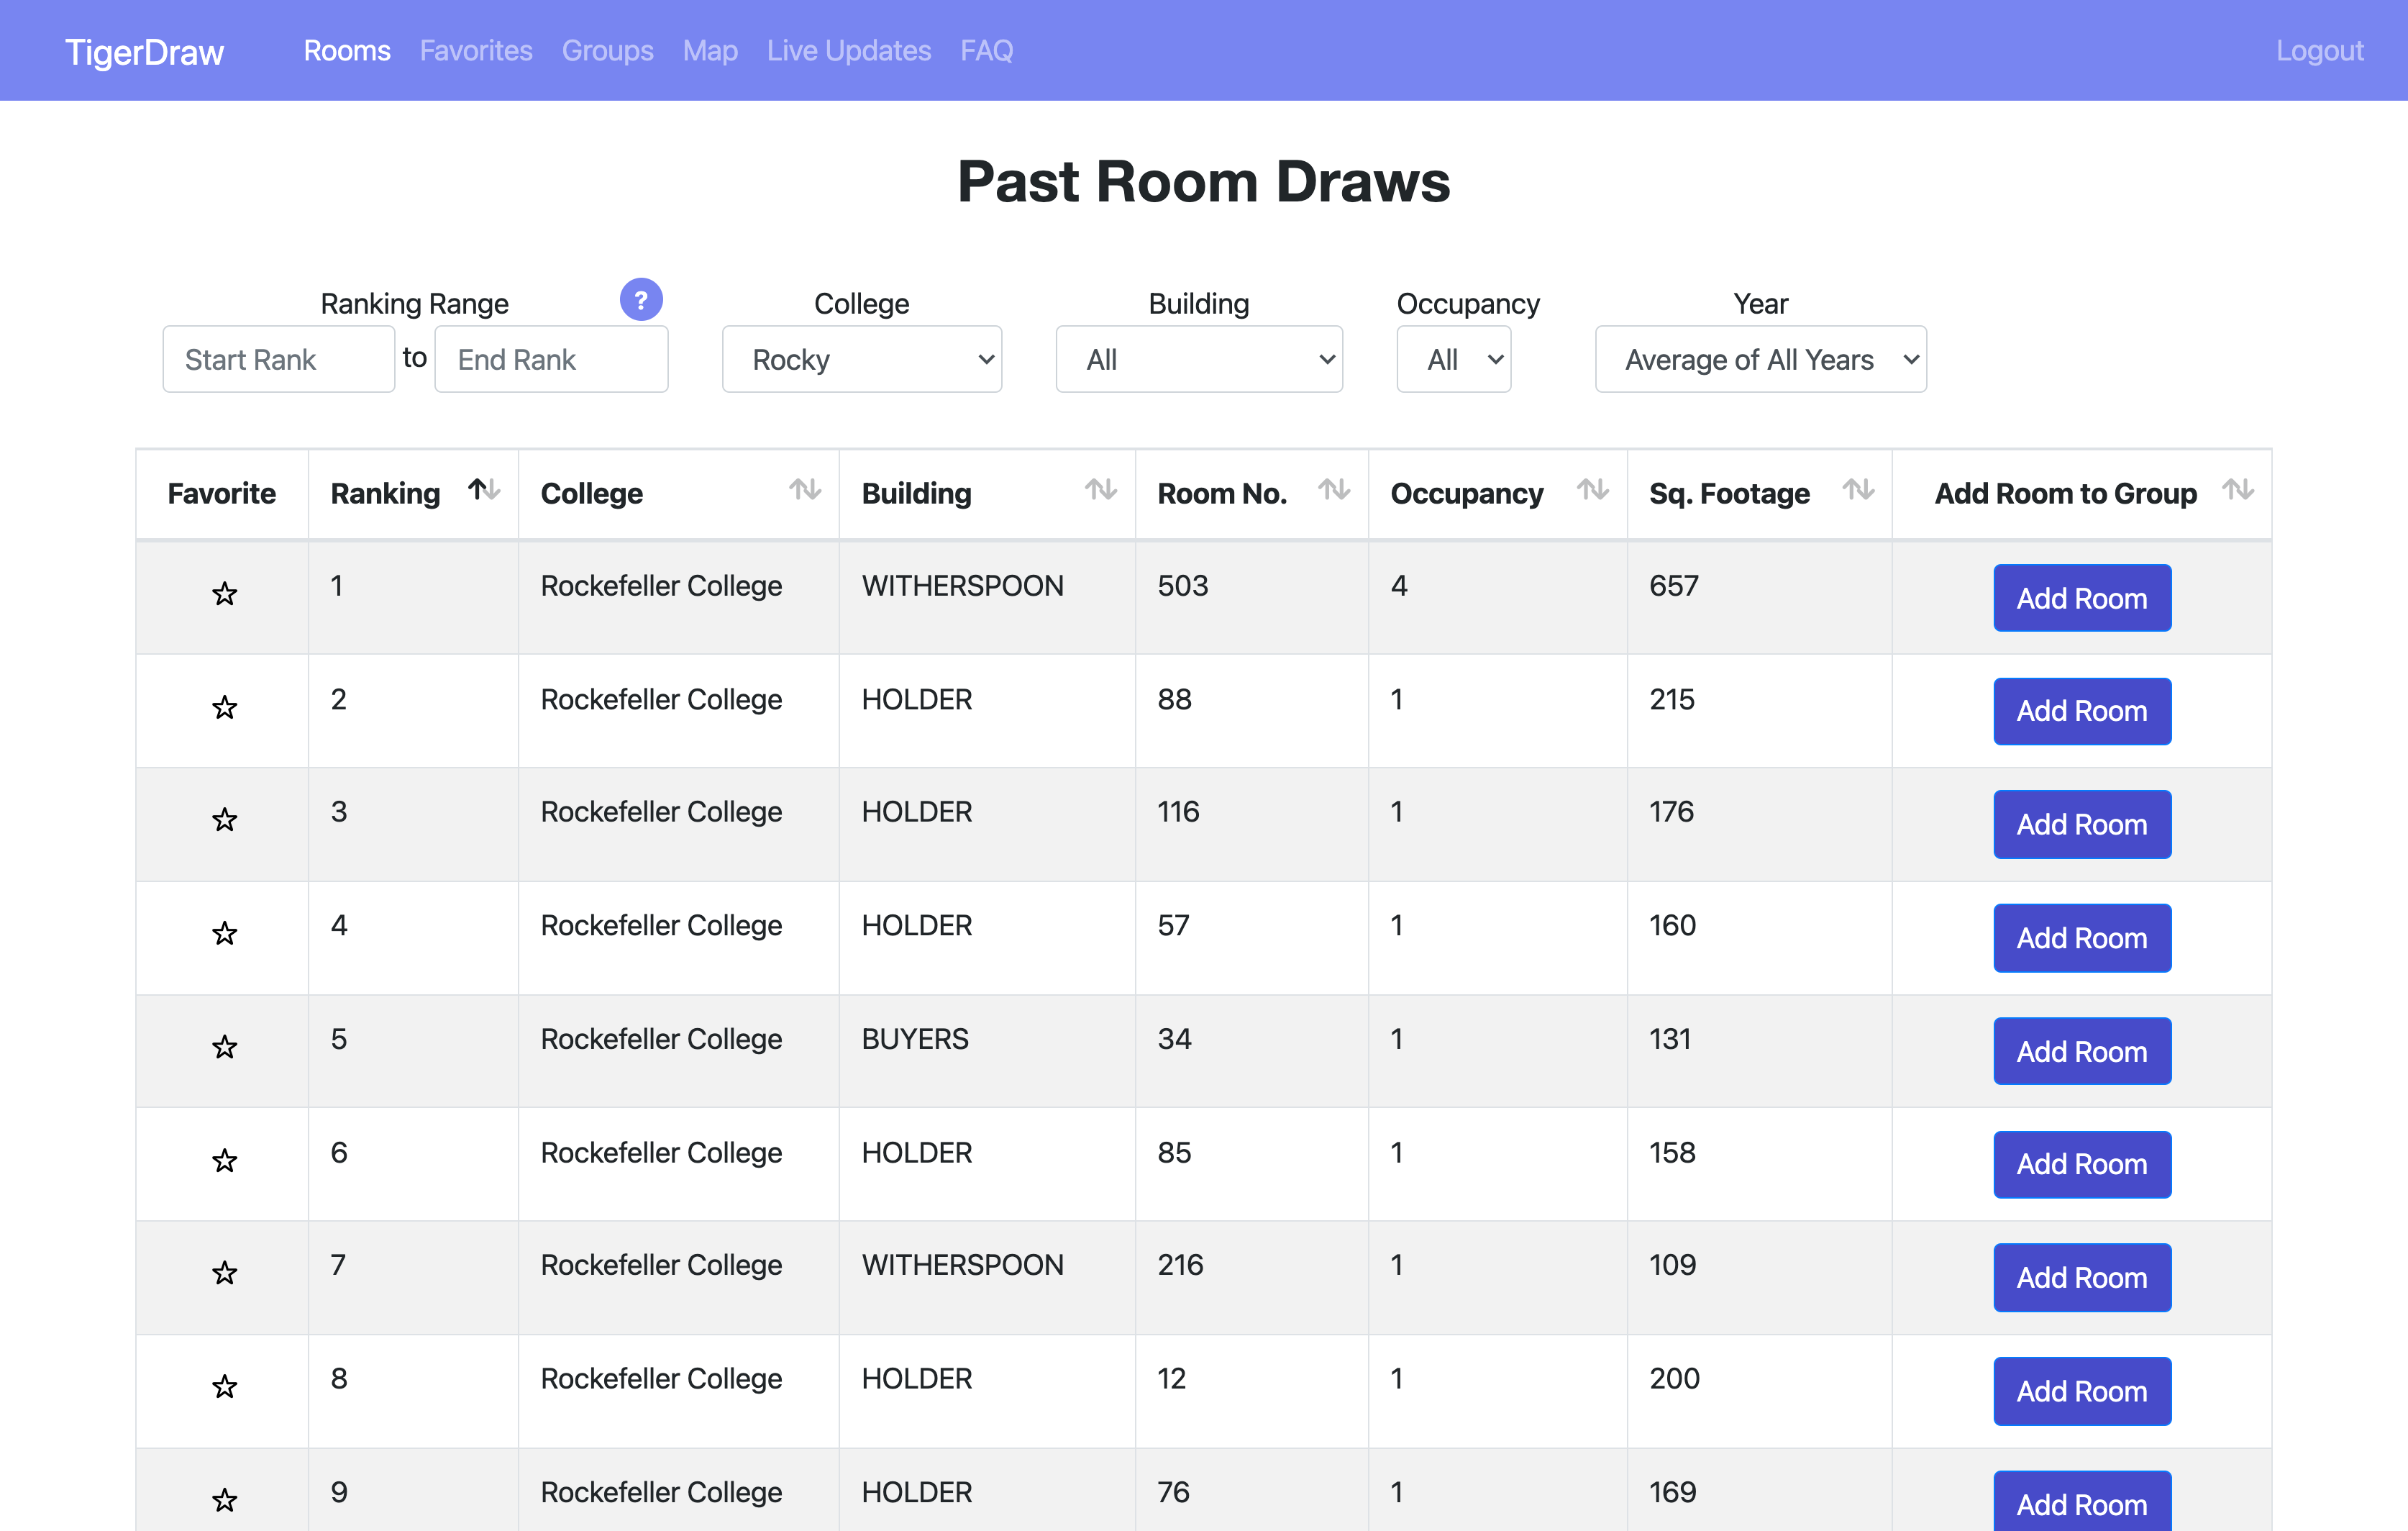 TigerDraw Rooms Favorites Groups Map Live Updates FAQ Logout
Past Room Draws
Ranking Range ? College Building Occupancy Year
Start Rank to End Rank Rocky All All Average of All Years
Favorite Ranking College Building Room No. Occupancy Sq. Footage Add Room to Group
1 Rockefeller College WITHERSPOON 503 4 657 Add Room
2 Rockefeller College HOLDER 88 1 215 Add Room
3 Rockefeller College HOLDER 116 1 176 Add Room
4 Rockefeller College HOLDER 57 1 160 Add Room
5 Rockefeller College BUYERS 34 1 131 Add Room
6 Rockefeller College HOLDER 85 1 158 Add Room
7 Rockefeller College WITHERSPOON 216 1 109 Add Room
8 Rockefeller College HOLDER 12 1 200 Add Room
9 Rockefeller College HOLDER 76 1 169 Add Room